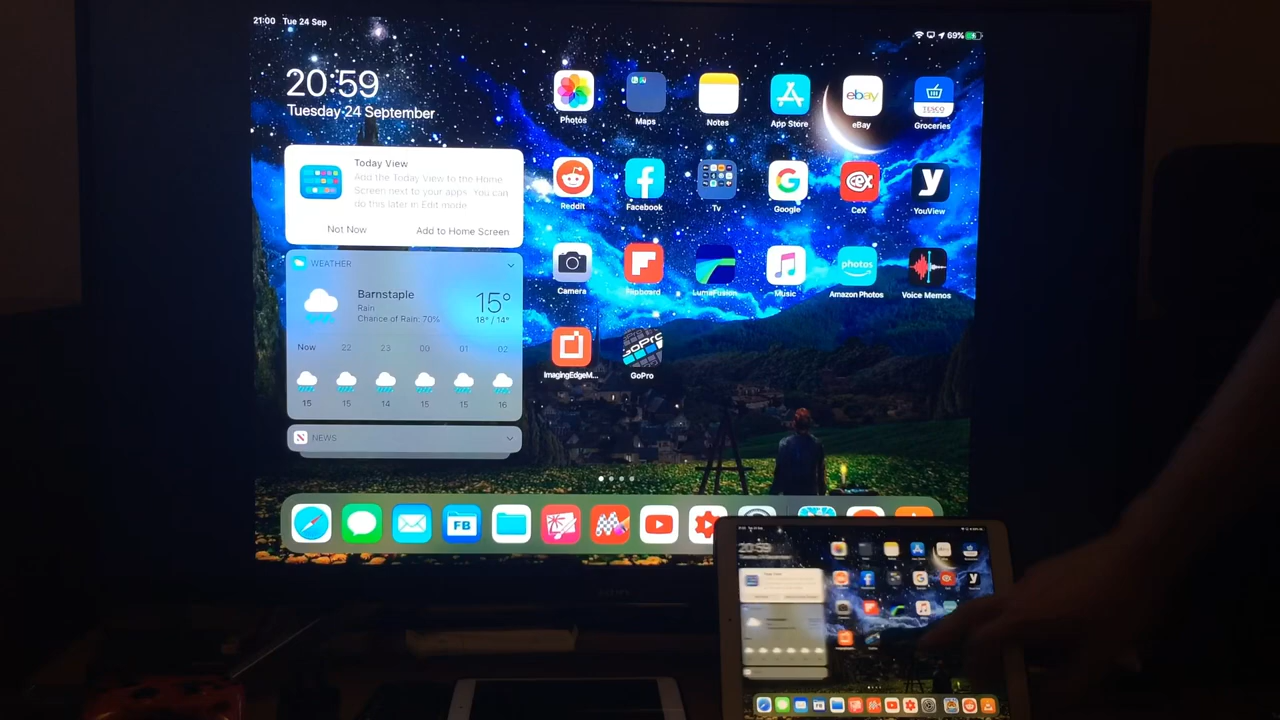 21:00 Tue 24 Sep
69%
20:59
Tuesday 24 September
Today View
Add the Today View to the Home
Screen next to your apps. You can
do this later in Edit mode.
Not Now Add to Home Screen
WEATHER
Barnstaple
Rain
Chance of Rain: 70%
15°
18° / 14°
Now 22 23 00 01 02
15 15 14 15 15 16
NEWS
Photos Maps Notes App Store eBay Groceries
ebay
TESCO
Reddit Facebook Tv Google CeX YouView
Camera Flipboard LumaFusion Music Amazon Photos Voice Memos
photos
ImagingEdgeM... GoPro
GoPro
FB
SONY
20:59